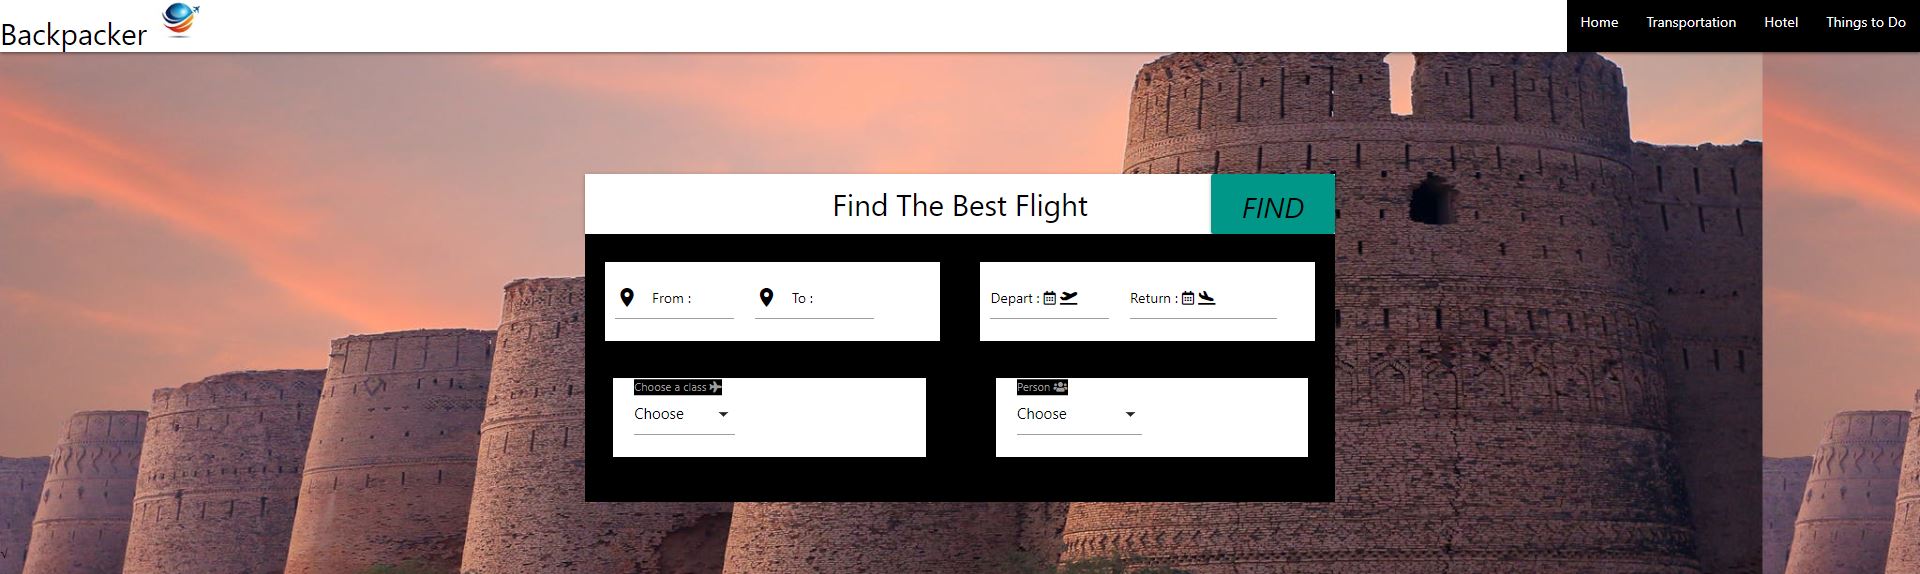 Backpacker
Home Transportation Hotel Things to Do
Find The Best Flight
FIND
From :
To :
Depart :
Return :
Choose a class
Choose
Person
Choose
√